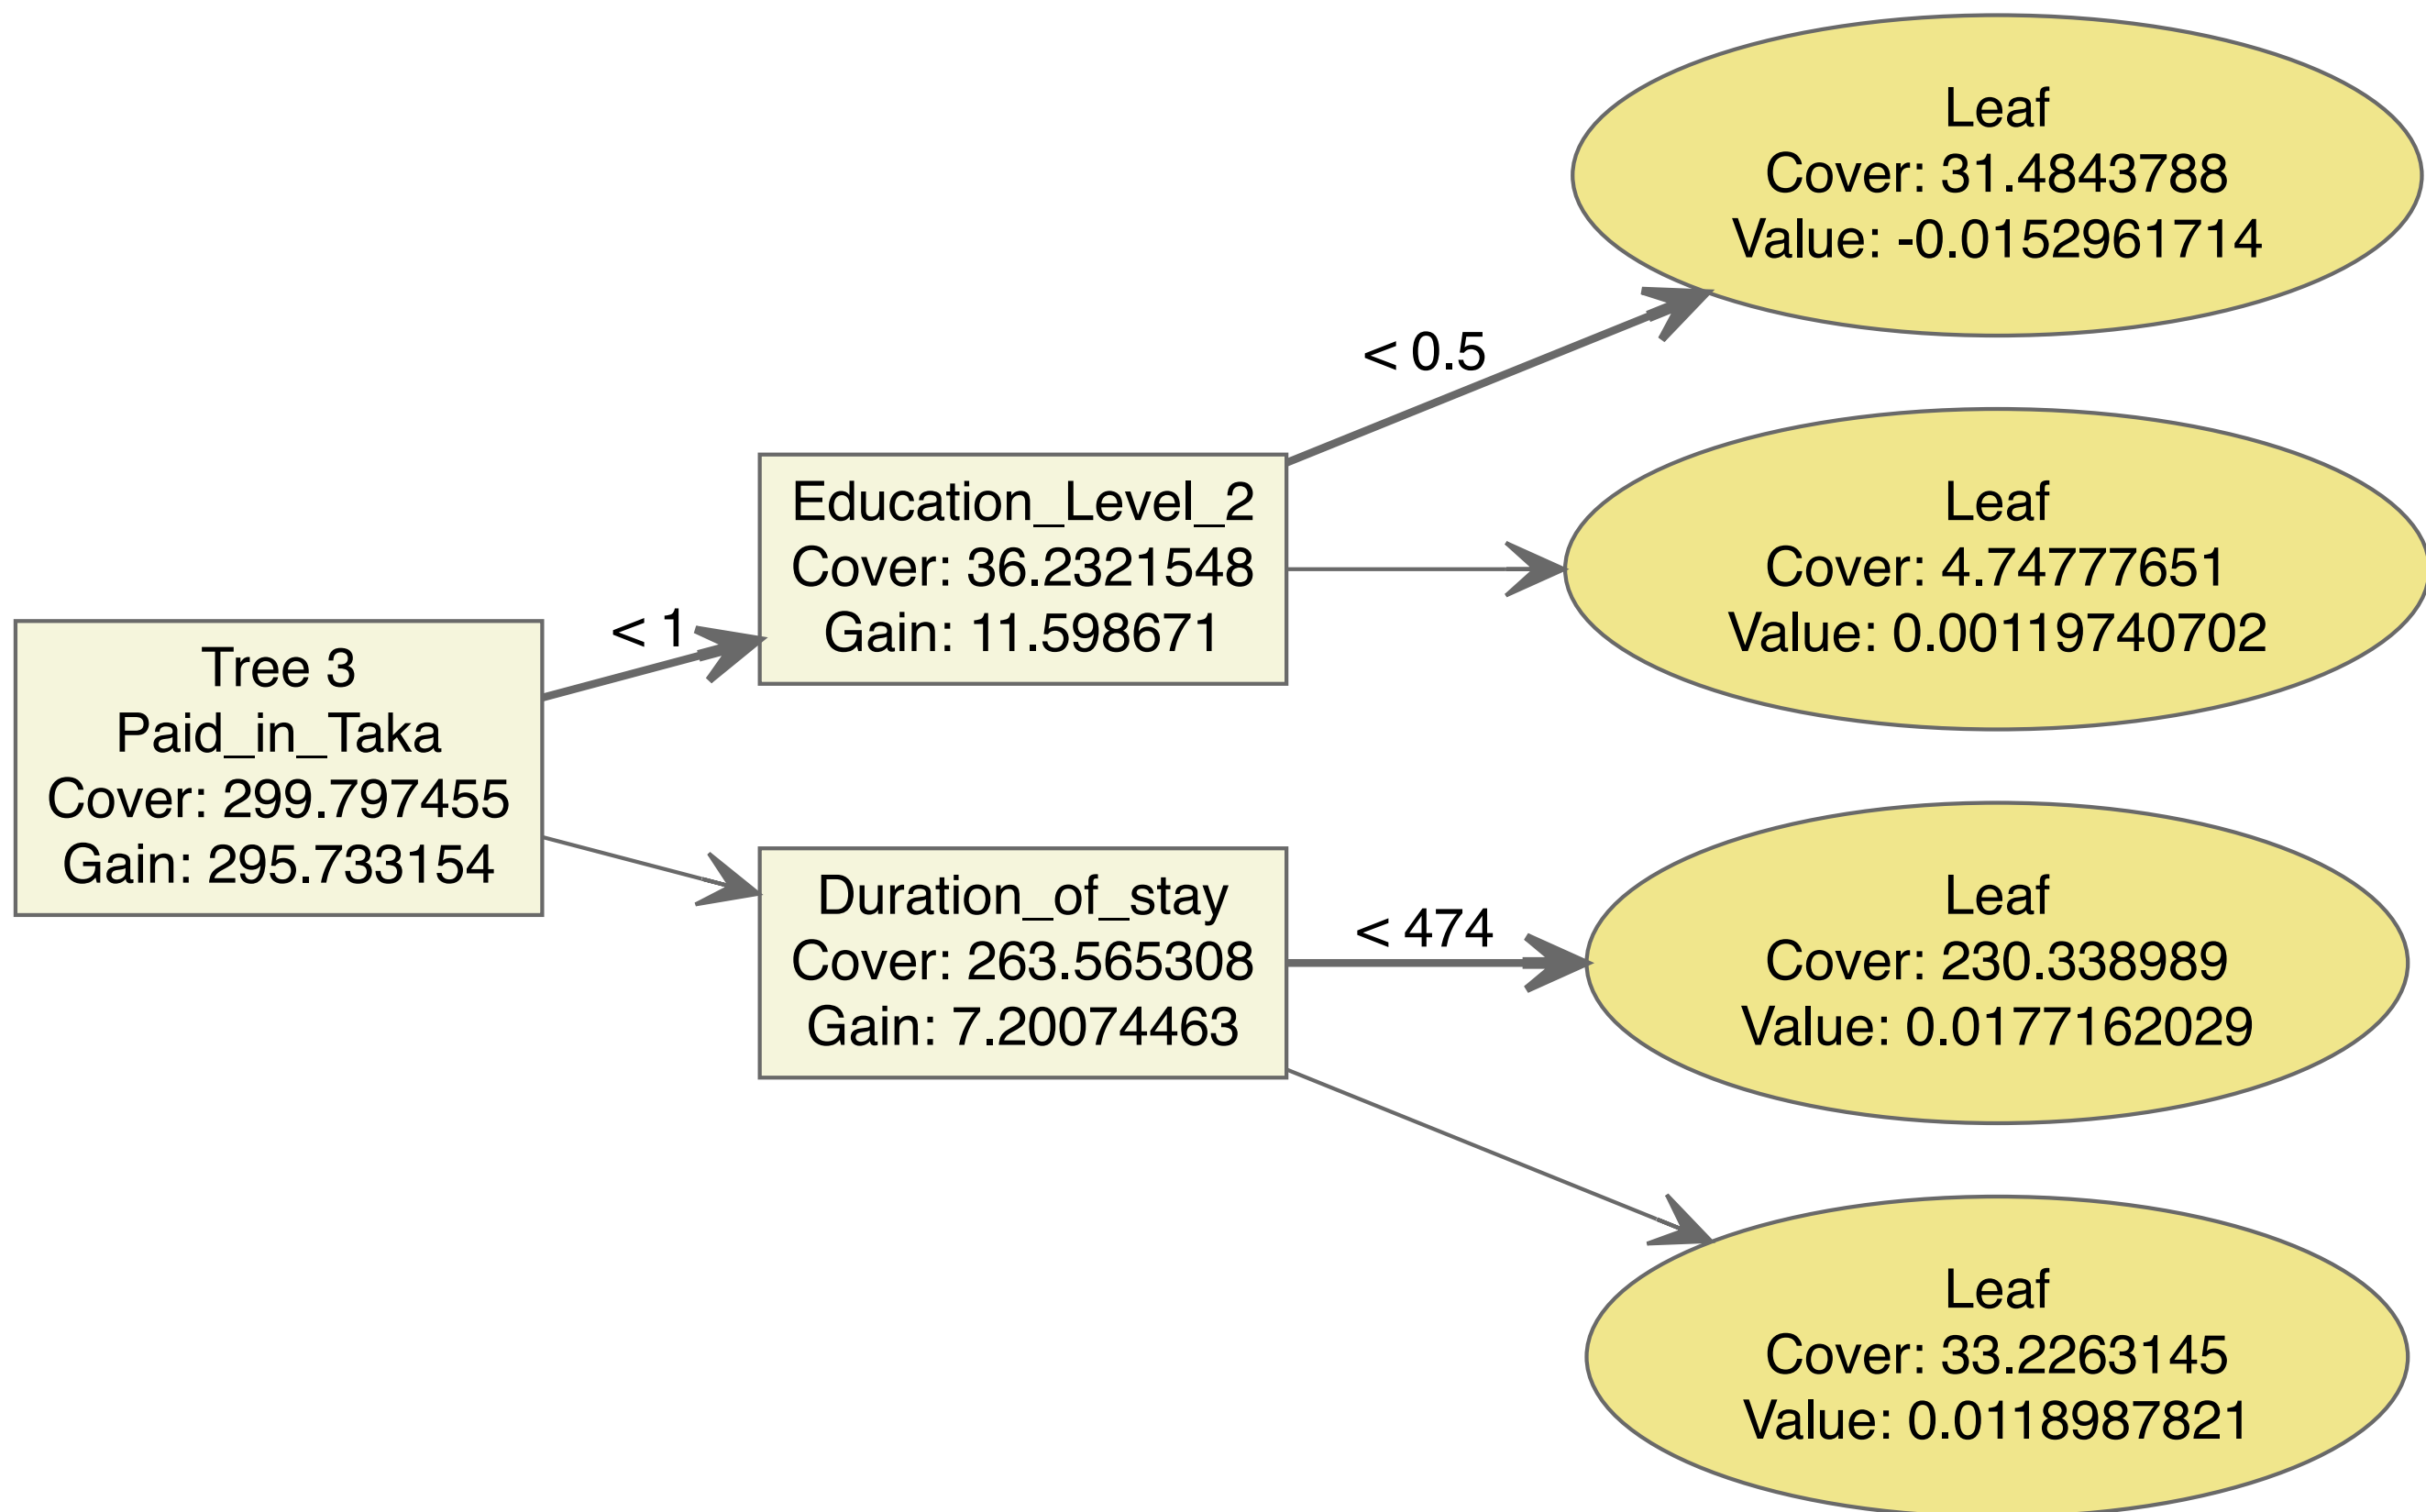 Tree 3
Paid_in_Taka
Cover: 299.797455
Gain: 295.733154
< 1
Education_Level_2
Cover: 36.2321548
Gain: 11.598671
Duration_of_stay
Cover: 263.565308
Gain: 7.20074463
< 0.5
< 474
Leaf
Cover: 31.4843788
Value: -0.0152961714
Leaf
Cover: 4.74777651
Value: 0.00119740702
Leaf
Cover: 230.338989
Value: 0.0177162029
Leaf
Cover: 33.2263145
Value: 0.0118987821